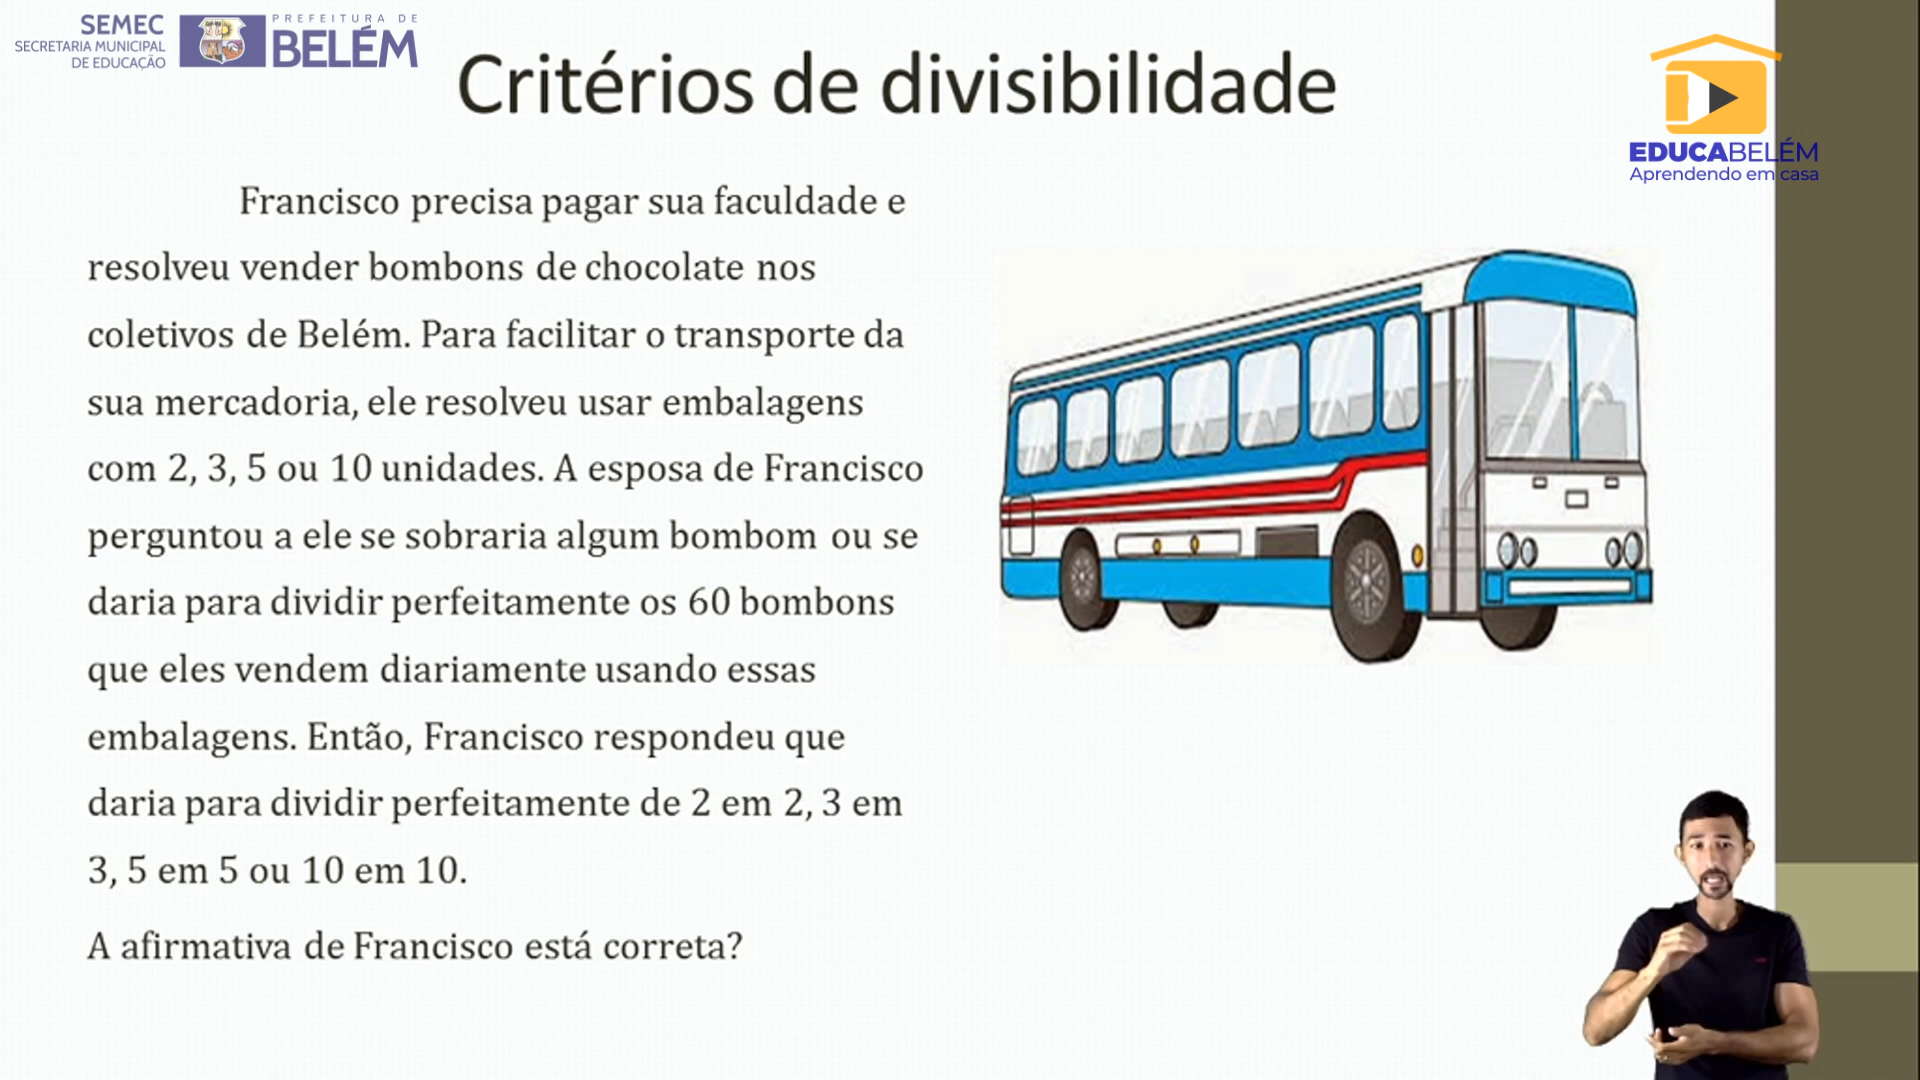 SEMEC
SECRETARIA MUNICIPAL
DE EDUCAÇÃO
PREFEITURA DE
BELÉM
Critérios de divisibilidade
EDUCABELÉM
Aprendendo em casa
Francisco precisa pagar sua faculdade e
resolveu vender bombons de chocolate nos
coletivos de Belém. Para facilitar o transporte da
sua mercadoria, ele resolveu usar embalagens
com 2, 3, 5 ou 10 unidades. A esposa de Francisco
perguntou a ele se sobraria algum bombom ou se
daria para dividir perfeitamente os 60 bombons
que eles vendem diariamente usando essas
embalagens. Então, Francisco respondeu que
daria para dividir perfeitamente de 2 em 2, 3 em
3, 5 em 5 ou 10 em 10.
A afirmativa de Francisco está correta?